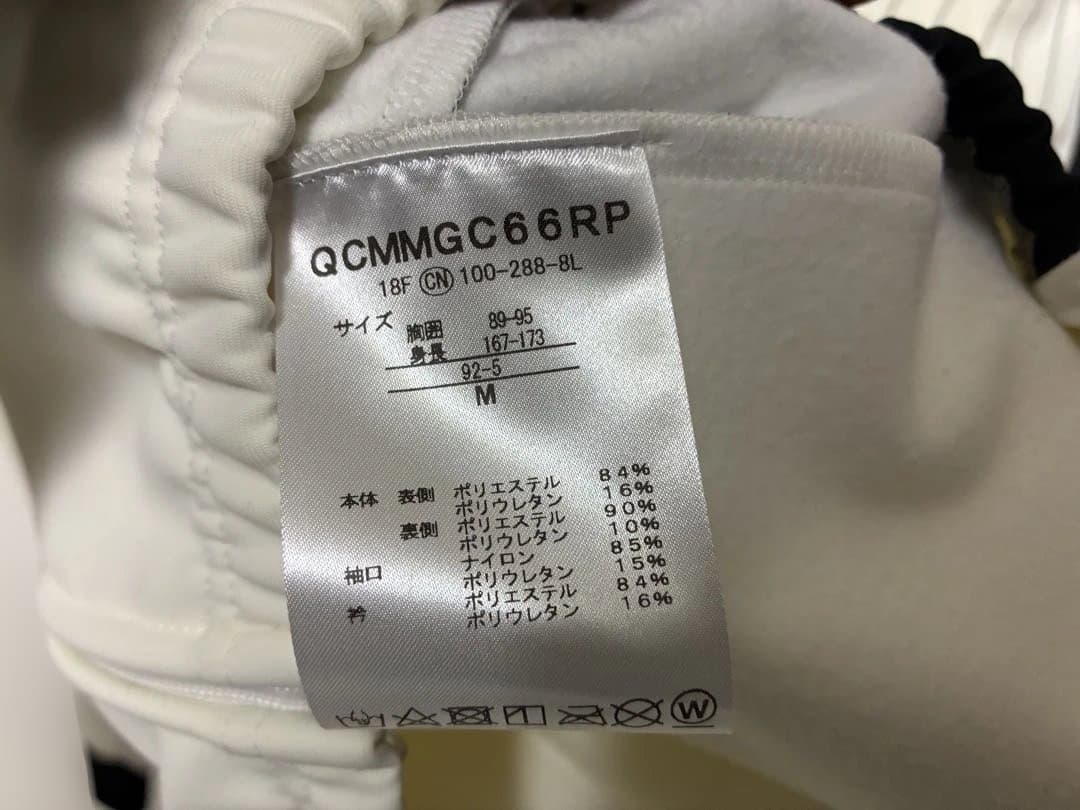 QCMMGC66RP
18F CN 100-288-8L
サイズ 胸囲 89-95
身長 167-173
92-5
M
本体 表側 ポリエステル 84%
ポリウレタン 16%
裏側 ポリエステル 90%
ポリウレタン 10%
袖口 ナイロン 85%
ポリウレタン 15%
衿 ポリエステル 84%
ポリウレタン 16%
W